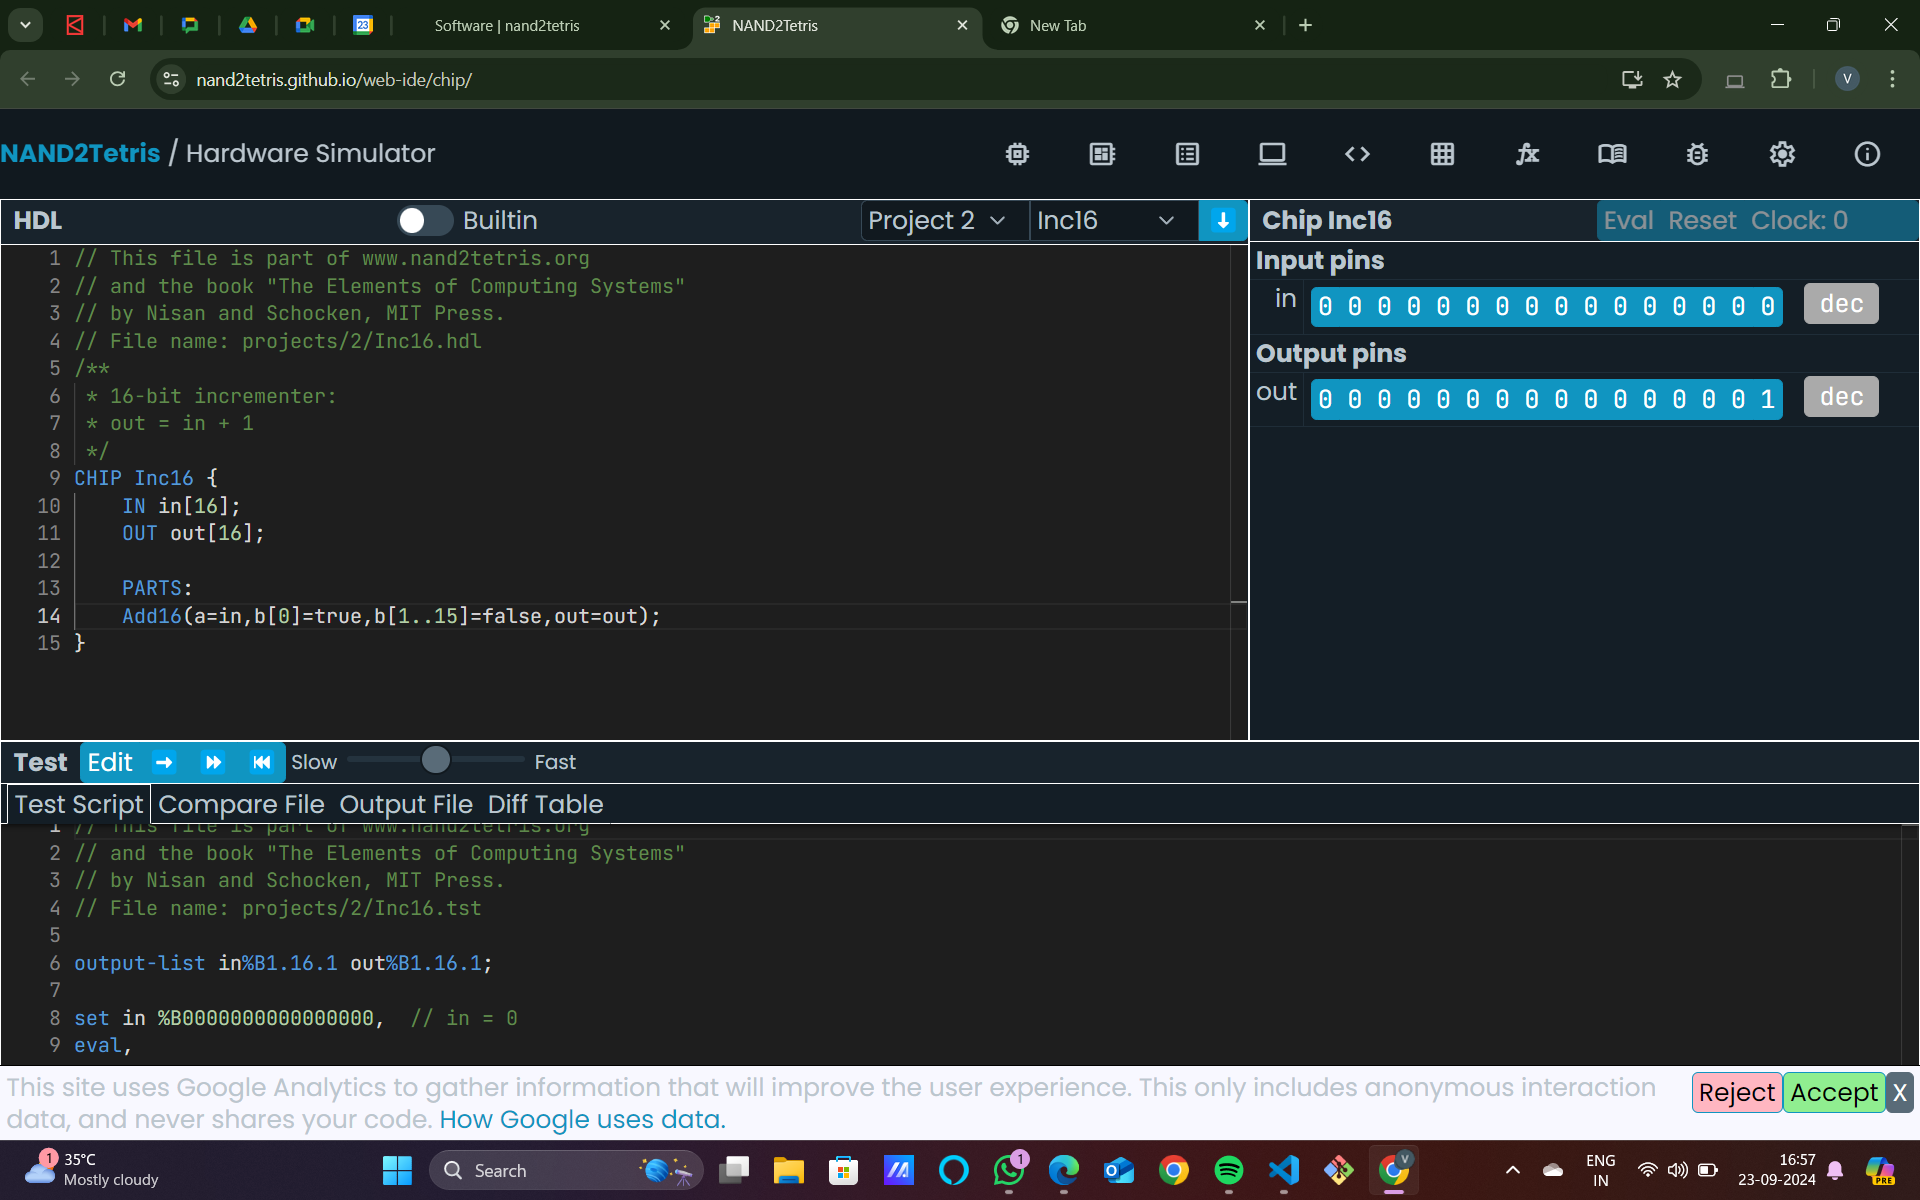 Software | nand2tetris
NAND2Tetris
New Tab
nand2tetris.github.io/web-ide/chip/
V
NAND2Tetris / Hardware Simulator
HDL
Builtin
Project 2
Inc16
Chip Inc16
Eval Reset Clock: 0
1 // This file is part of www.nand2tetris.org
2 // and the book "The Elements of Computing Systems"
3 // by Nisan and Schocken, MIT Press.
4 // File name: projects/2/Inc16.hdl
5 /**
6 * 16-bit incrementer:
7 * out = in + 1
8 */
9 CHIP Inc16 {
10 IN in[16];
11 OUT out[16];
12
13 PARTS:
14 Add16(a=in,b[0]=true,b[1..15]=false,out=out);
15 }
Input pins
in 0 0 0 0 0 0 0 0 0 0 0 0 0 0 0 0 dec
Output pins
out 0 0 0 0 0 0 0 0 0 0 0 0 0 0 0 1 dec
Test Edit Slow Fast
Test Script Compare File Output File Diff Table
1 // This file is part of www.nand2tetris.org
2 // and the book "The Elements of Computing Systems"
3 // by Nisan and Schocken, MIT Press.
4 // File name: projects/2/Inc16.tst
5
6 output-list in%B1.16.1 out%B1.16.1;
7
8 set in %B0000000000000000, // in = 0
9 eval,
This site uses Google Analytics to gather information that will improve the user experience. This only includes anonymous interaction
data, and never shares your code. How Google uses data.
Reject Accept X
1
35°C
Mostly cloudy
Search
1
V
ENG
IN
16:57
23-09-2024
PRE